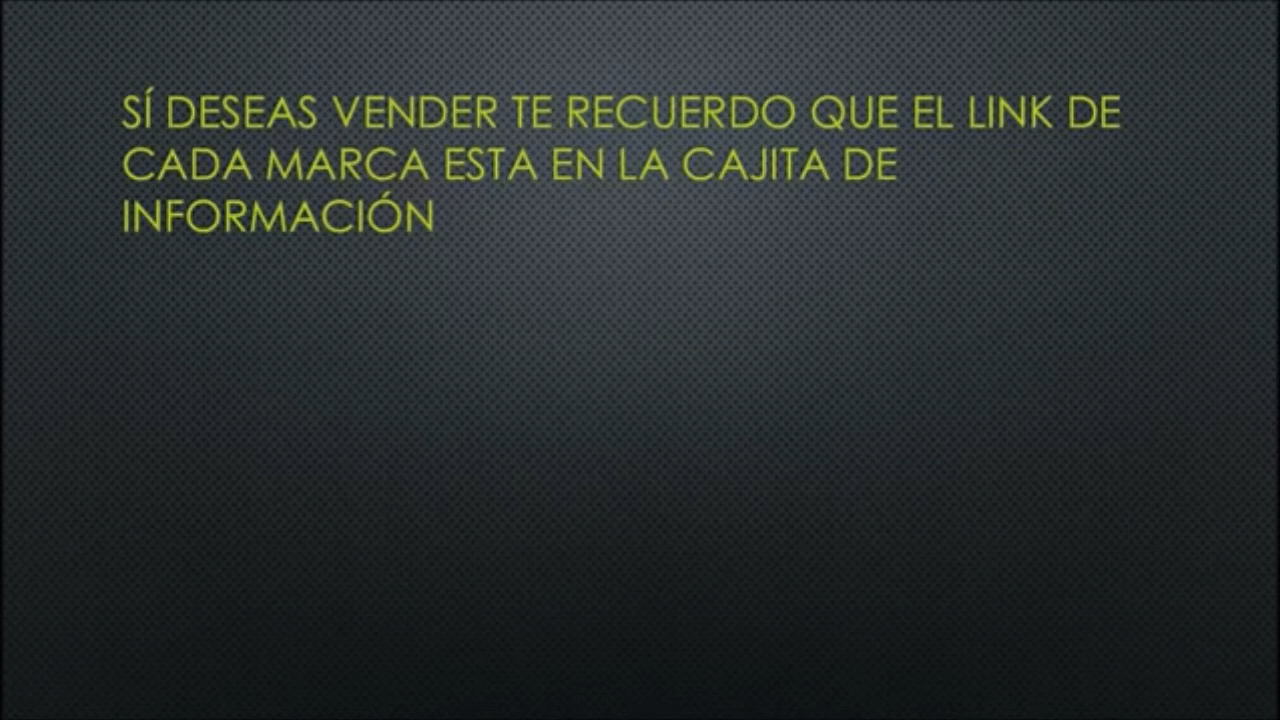 SÍ DESEAS VENDER TE RECUERDO QUE EL LINK DE
CADA MARCA ESTA EN LA CAJITA DE
INFORMACIÓN